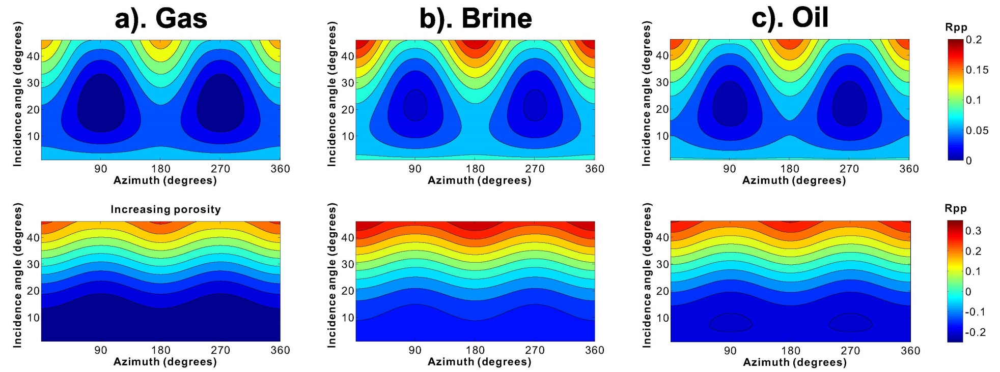 a). Gas
b). Brine
c). Oil
Rpp
Incidence angle (degrees)
40
30
20
10
90 180 270 360
Azimuth (degrees)
Incidence angle (degrees)
40
30
20
10
90 180 270 360
Azimuth (degrees)
Incidence angle (degrees)
40
30
20
10
90 180 270 360
Azimuth (degrees)
0.2
0.15
0.1
0.05
0
Increasing porosity
Rpp
Incidence angle (degrees)
40
30
20
10
90 180 270 360
Azimuth (degrees)
Incidence angle (degrees)
40
30
20
10
90 180 270 360
Azimuth (degrees)
Incidence angle (degrees)
40
30
20
10
90 180 270 360
Azimuth (degrees)
0.3
0.2
0.1
0
-0.1
-0.2